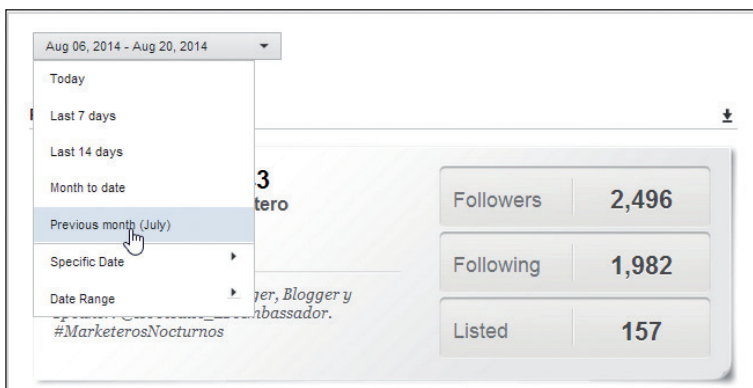 Aug 06, 2014 - Aug 20, 2014
Today
Last 7 days
Last 14 days
Month to date
Previous month (July)
Specific Date
Date Range
3
tero
ger, Blogger y
#MarketerosNocturnos
Followers 2,496
Following 1,982
Listed 157